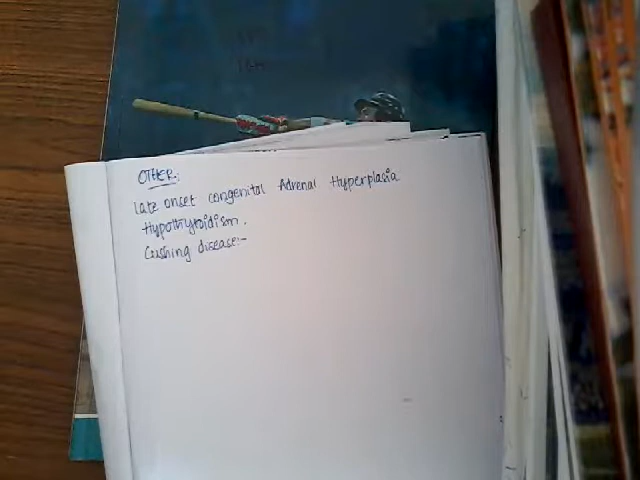 OTHER:
Late onset congenital Adrenal Hyperplasia
Hypothyroidism.
Cushing disease:-